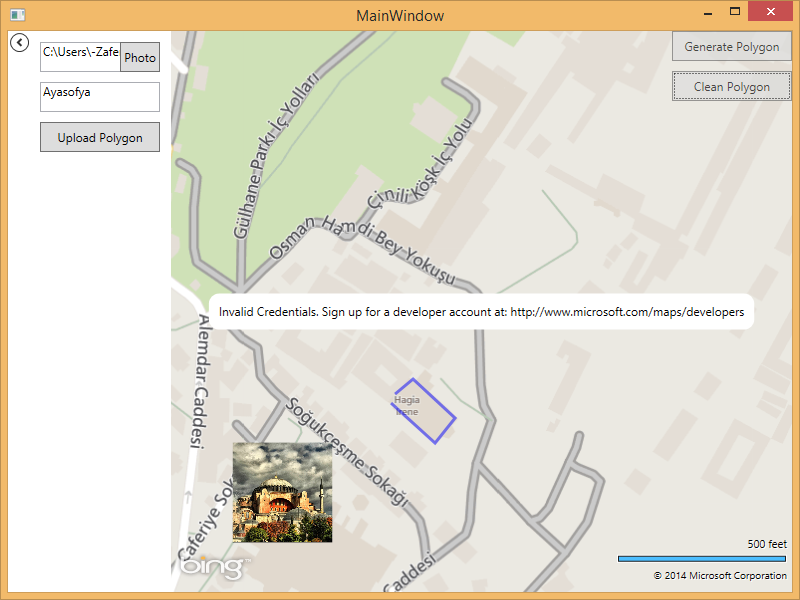 MainWindow
C:\Users\-Zafe
Photo
Ayasofya
Upload Polygon
Generate Polygon
Clean Polygon
Gülhane Parkı İç Yolları
Çinili Köşk İç Yolu
Osman Hamdi Bey Yokuşu
Invalid Credentials. Sign up for a developer account at: http://www.microsoft.com/maps/developers
Alemdar Caddesi
Hagia
Irene
Soğukçeşme Sokağı
Caferiye Sok
Caddesi
bing™
500 feet
© 2014 Microsoft Corporation